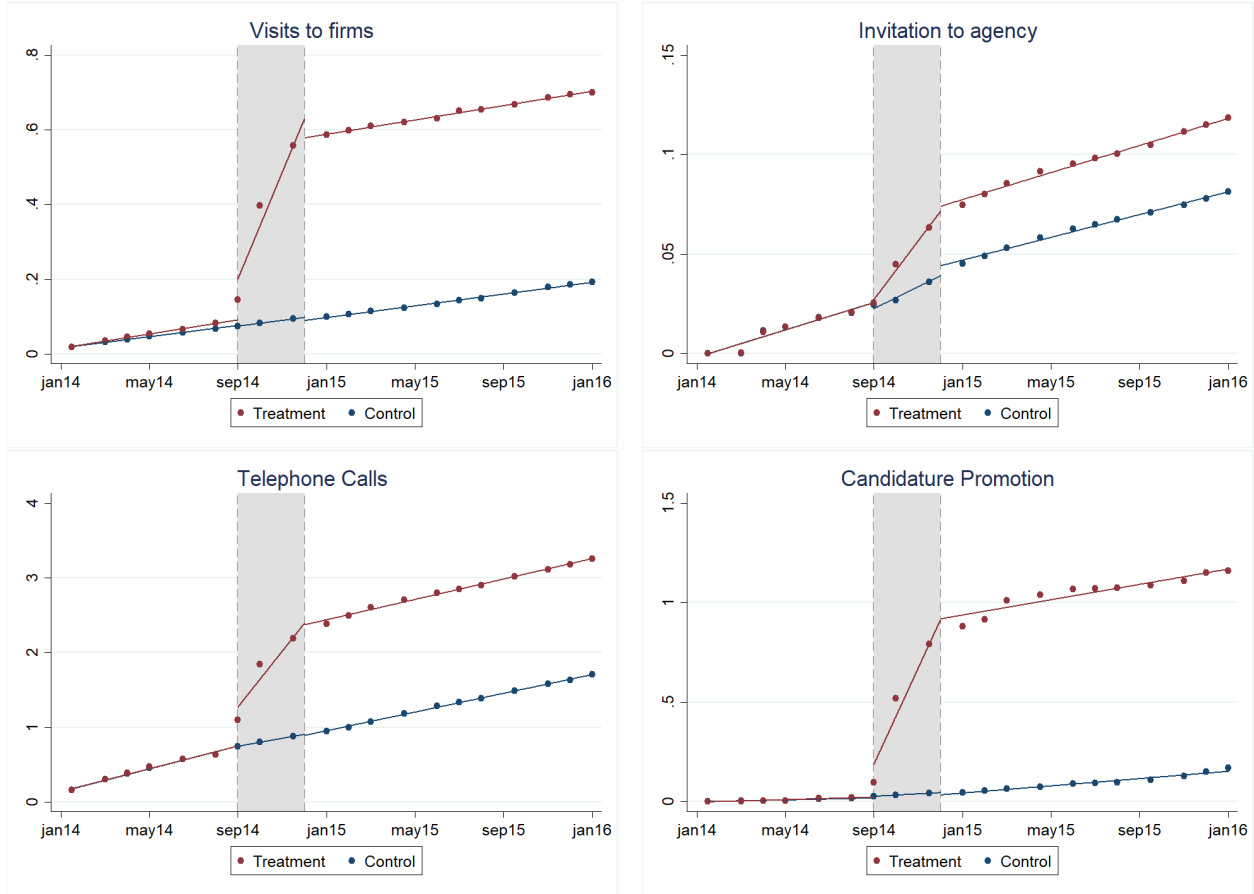 Visits to firms
.8
.6
.4
.2
0
jan14 may14 sep14 jan15 may15 sep15 jan16
Treatment Control
Invitation to agency
.15
.1
.05
0
jan14 may14 sep14 jan15 may15 sep15 jan16
Treatment Control
Telephone Calls
4
3
2
1
0
jan14 may14 sep14 jan15 may15 sep15 jan16
Treatment Control
Candidature Promotion
1.5
1
.5
0
jan14 may14 sep14 jan15 may15 sep15 jan16
Treatment Control